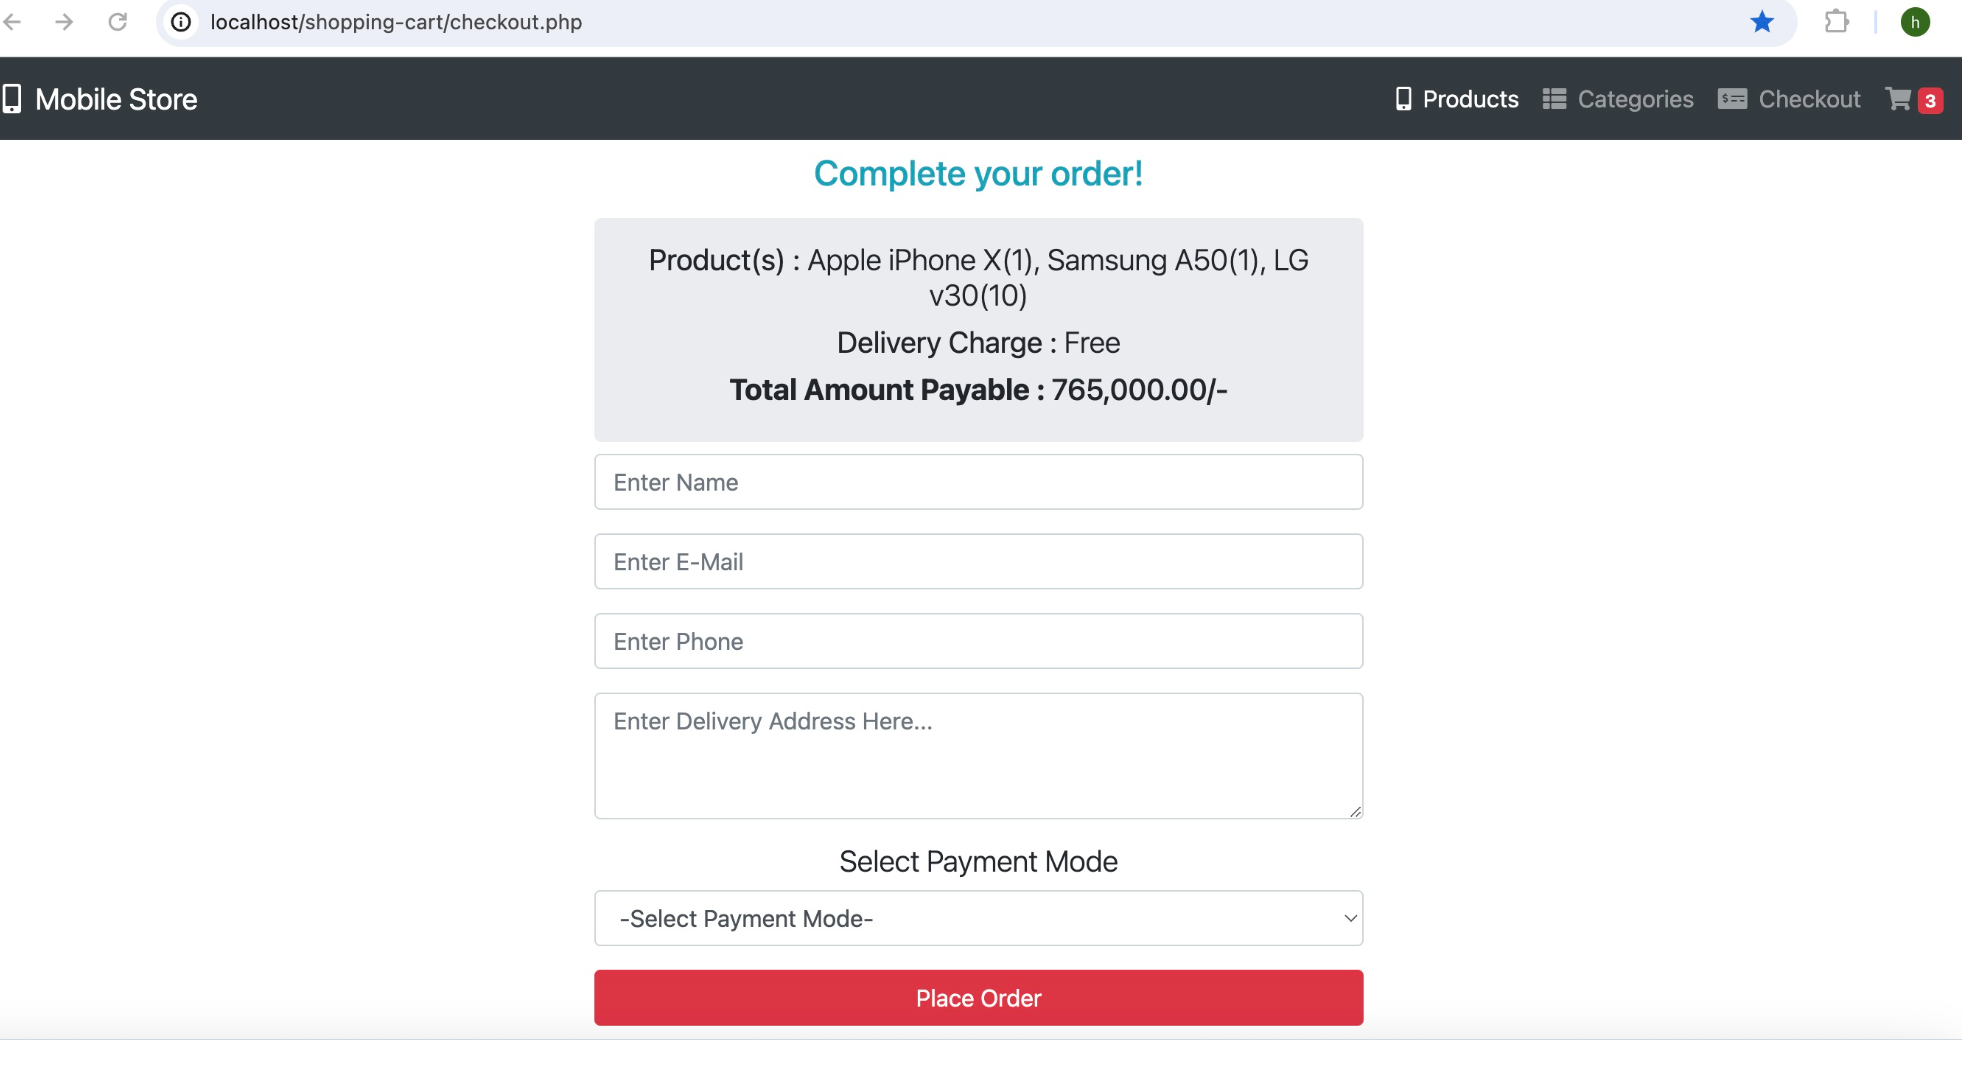 localhost/shopping-cart/checkout.php
h
Mobile Store
Products Categories Checkout 3
Complete your order!
Product(s) : Apple iPhone X(1), Samsung A50(1), LG
v30(10)
Delivery Charge : Free
Total Amount Payable : 765,000.00/-
Enter Name
Enter E-Mail
Enter Phone
Enter Delivery Address Here...
Select Payment Mode
-Select Payment Mode-
Place Order